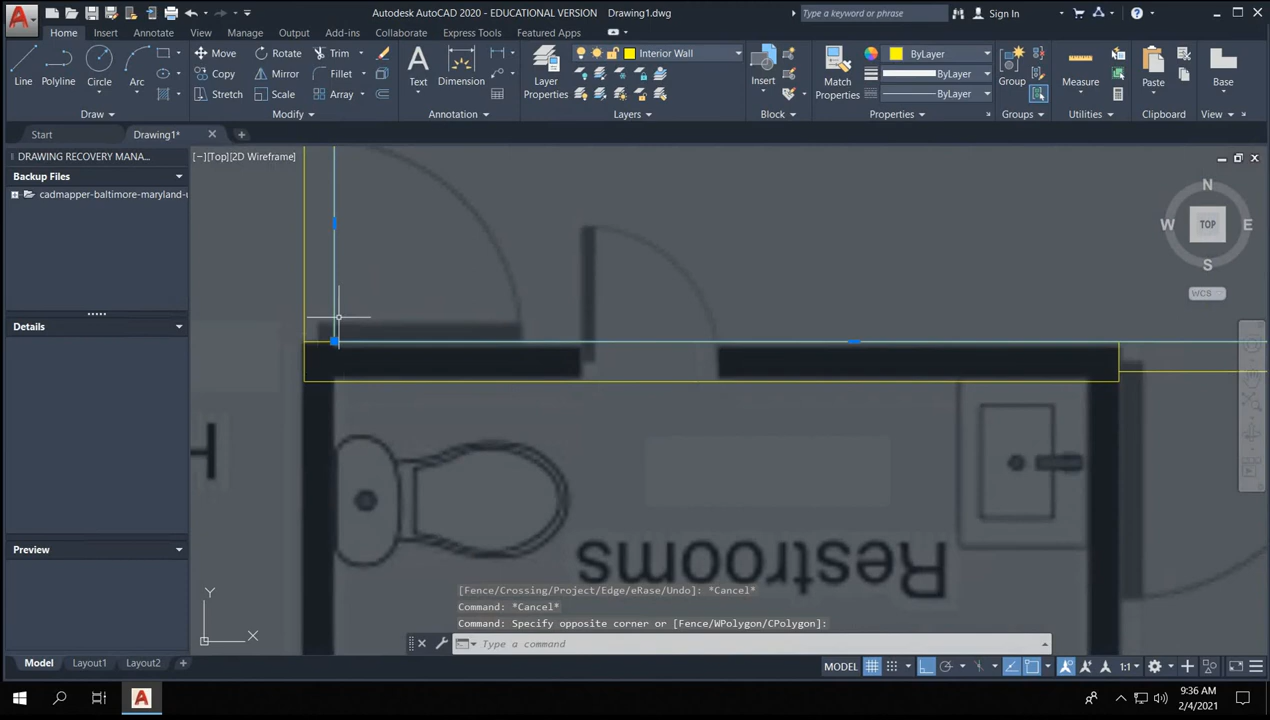 Autodesk AutoCAD 2020 - EDUCATIONAL VERSION Drawing1.dwg
Type a keyword or phrase
Sign In
Home Insert Annotate View Manage Output Add-ins Collaborate Express Tools Featured Apps
Line Polyline Circle Arc
Move Rotate Trim
Copy Mirror Fillet
Stretch Scale Array
Text Dimension
Layer Properties
Interior Wall
Insert
Match Properties
ByLayer
ByLayer
ByLayer
Group
Measure
Paste
Base
Draw Modify Annotation Layers Block Properties Groups Utilities Clipboard View
Start Drawing1*
DRAWING RECOVERY MANA...
[−][Top][2D Wireframe]
Backup Files
cadmapper-baltimore-maryland-u
N
W TOP E
S
WCS
Details
H
Restrooms
Preview
Y
X
[Fence/Crossing/Project/Edge/eRase/Undo]: *Cancel*
Command: *Cancel*
Command: Specify opposite corner or [Fence/WPolygon/CPolygon]:
Type a command
Model Layout1 Layout2
MODEL
1:1
9:36 AM
2/4/2021